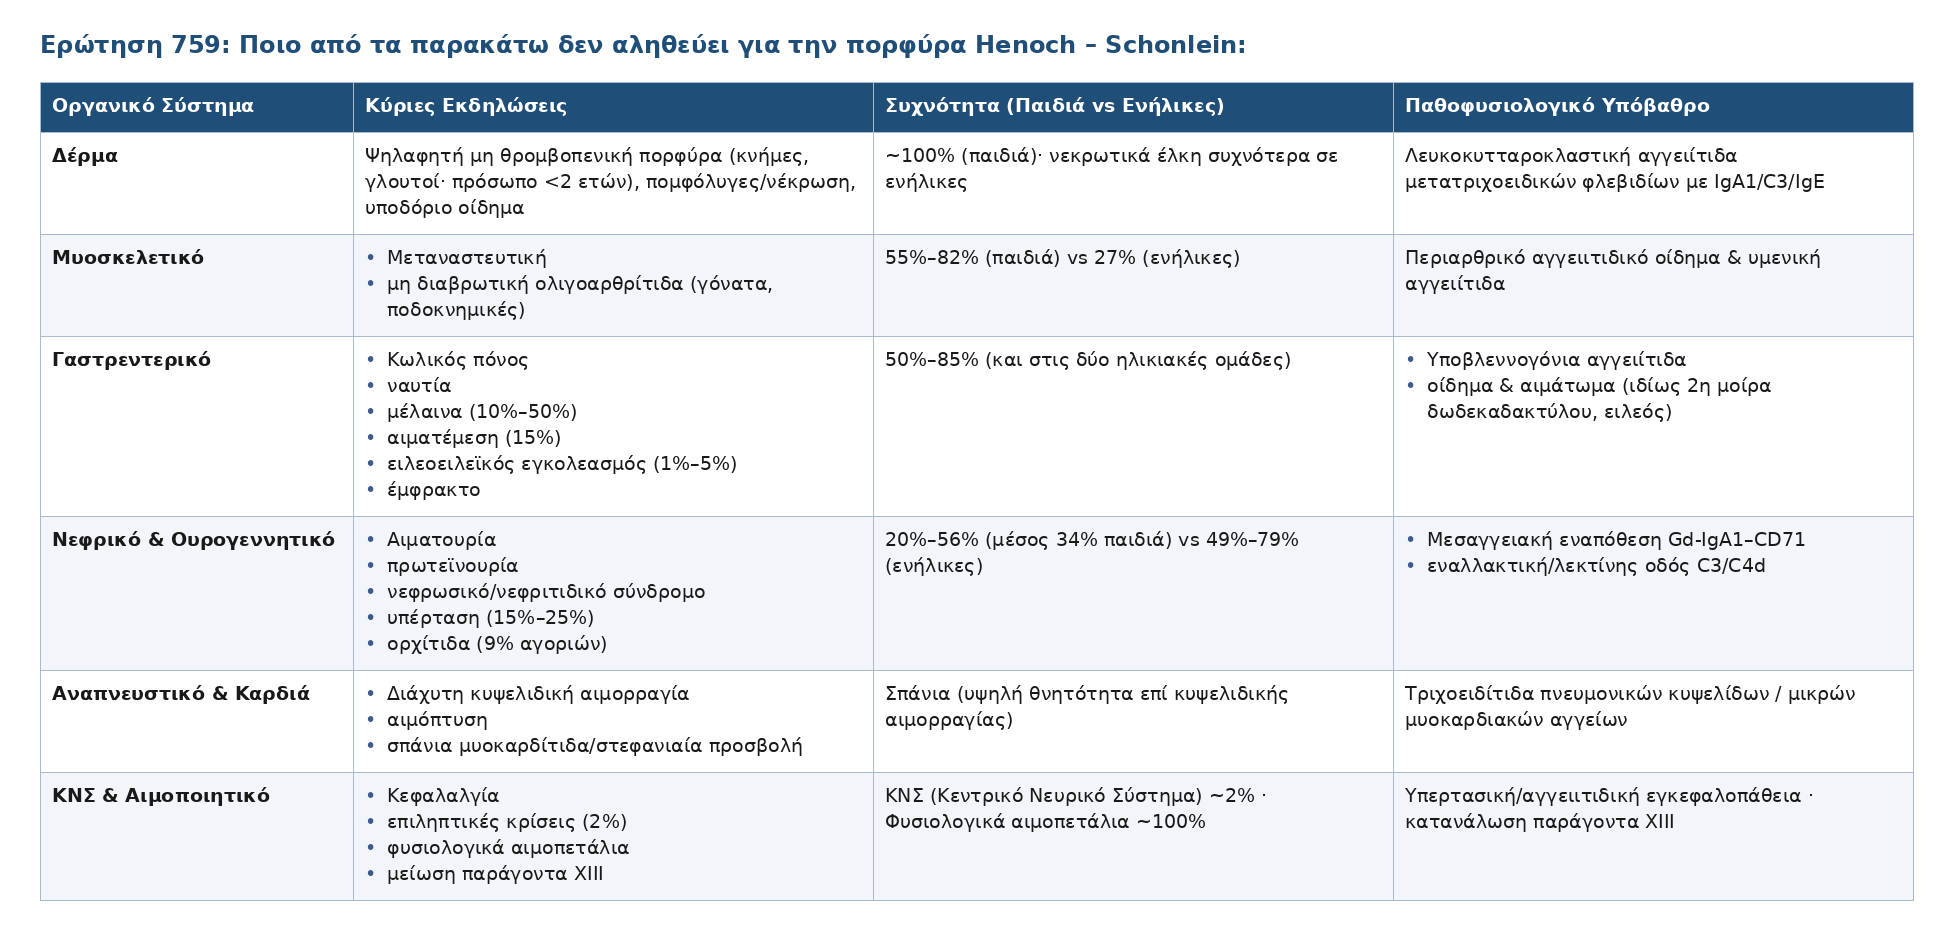 Ερώτηση 759: Ποιο από τα παρακάτω δεν αληθεύει για την πορφύρα Henoch – Schonlein:
Οργανικό Σύστημα
Κύριες Εκδηλώσεις
Συχνότητα (Παιδιά vs Ενήλικες)
Παθοφυσιολογικό Υπόβαθρο
Δέρμα
Ψηλαφητή μη θρομβοπενική πορφύρα (κνήμες,
γλουτοί· πρόσωπο <2 ετών), πομφόλυγες/νέκρωση,
υποδόριο οίδημα
~100% (παιδιά)· νεκρωτικά έλκη συχνότερα σε
ενήλικες
Λευκοκυτταροκλαστική αγγειίτιδα
μετατριχοειδικών φλεβιδίων με IgA1/C3/IgE
Μυοσκελετικό
• Μεταναστευτική
• μη διαβρωτική ολιγοαρθρίτιδα (γόνατα,
ποδοκνημικές)
55%–82% (παιδιά) vs 27% (ενήλικες)
Περιαρθρικό αγγειιτιδικό οίδημα & υμενική
αγγειίτιδα
Γαστρεντερικό
• Κωλικός πόνος
• ναυτία
• μέλαινα (10%–50%)
• αιματέμεση (15%)
• ειλεοειλεϊκός εγκολεασμός (1%–5%)
• έμφρακτο
50%–85% (και στις δύο ηλικιακές ομάδες)
• Υποβλεννογόνια αγγειίτιδα
• οίδημα & αιμάτωμα (ιδίως 2η μοίρα
δωδεκαδακτύλου, ειλεός)
Νεφρικό & Ουρογεννητικό
• Αιματουρία
• πρωτεϊνουρία
• νεφρωσικό/νεφριτιδικό σύνδρομο
• υπέρταση (15%–25%)
• ορχίτιδα (9% αγοριών)
20%–56% (μέσος 34% παιδιά) vs 49%–79%
(ενήλικες)
• Μεσαγγειακή εναπόθεση Gd-IgA1–CD71
• εναλλακτική/λεκτίνης οδός C3/C4d
Αναπνευστικό & Καρδιά
• Διάχυτη κυψελιδική αιμορραγία
• αιμόπτυση
• σπάνια μυοκαρδίτιδα/στεφανιαία προσβολή
Σπάνια (υψηλή θνητότητα επί κυψελιδικής
αιμορραγίας)
Τριχοειδίτιδα πνευμονικών κυψελίδων / μικρών
μυοκαρδιακών αγγείων
ΚΝΣ & Αιμοποιητικό
• Κεφαλαλγία
• επιληπτικές κρίσεις (2%)
• φυσιολογικά αιμοπετάλια
• μείωση παράγοντα XIII
ΚΝΣ (Κεντρικό Νευρικό Σύστημα) ~2% ·
Φυσιολογικά αιμοπετάλια ~100%
Υπερτασική/αγγειιτιδική εγκεφαλοπάθεια ·
κατανάλωση παράγοντα XIII